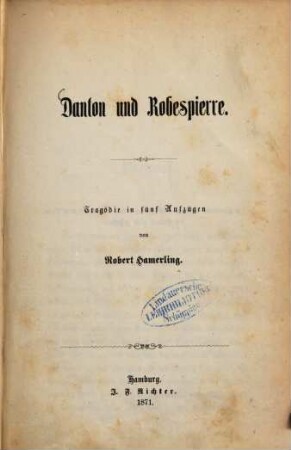 Danton und Robespierre.
Tragödie in fünf Aufzügen
von
Robert Hamerling.
Hamburg.
J. F. Richter.
1871.